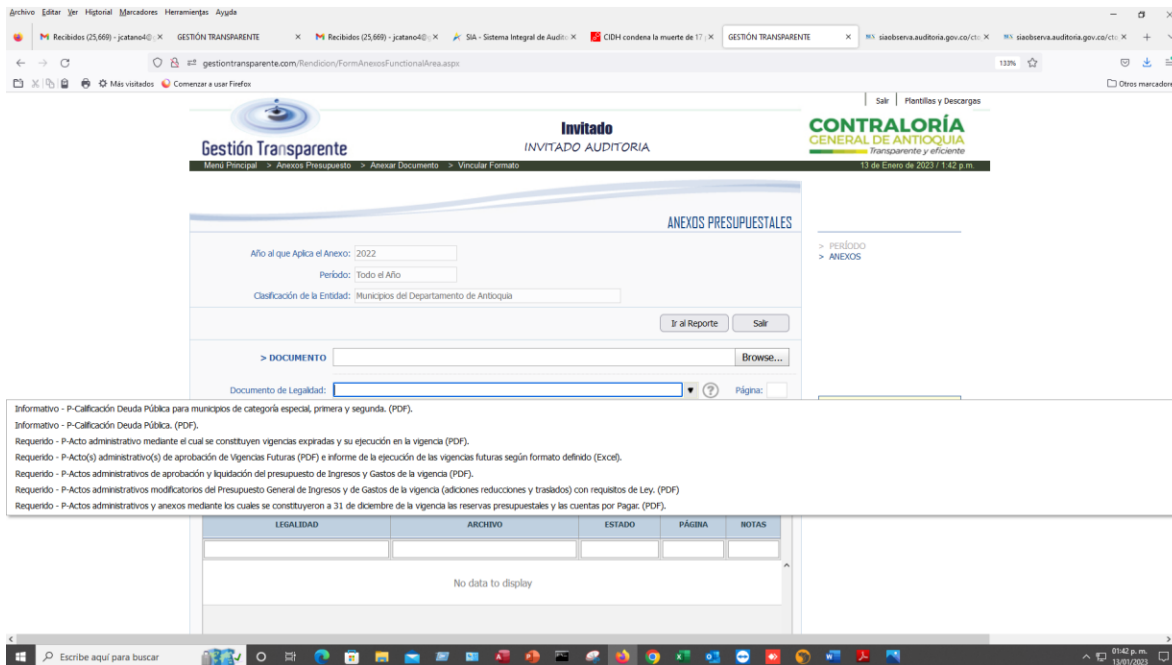 Archivo Editar Ver Historial Marcadores Herramientas Ayuda
Recibidos (25,669) - jcatano4@
GESTIÓN TRANSPARENTE
Recibidos (25,669) - jcatano4@
SIA - Sistema Integral de Audito
CIDH condena la muerte de 17
GESTIÓN TRANSPARENTE
siaobserva.auditoria.gov.co/cto
siaobserva.auditoria.gov.co/cto
gestiontransparente.com/Rendicion/FormAnexosFunctionalArea.aspx
133%
Más visitados
Comenzar a usar Firefox
Otros marcadores
Salir
Plantillas y Descargas
Gestión Transparente
Invitado
INVITADO AUDITORIA
CONTRALORÍA
GENERAL DE ANTIOQUIA
Transparente y eficiente
Menú Principal > Anexos Presupuesto > Anexar Documento > Vincular Formato
13 de Enero de 2023 / 1:42 p.m.
ANEXOS PRESUPUESTALES
> PERÍODO
> ANEXOS
Año al que Aplica el Anexo: 2022
Período: Todo el Año
Clasificación de la Entidad: Municipios del Departamento de Antioquia
Ir al Reporte
Salir
> DOCUMENTO
Browse...
Documento de Legalidad:
?
Página:
Informativo - P-Calificación Deuda Pública para municipios de categoría especial, primera y segunda. (PDF).
Informativo - P-Calificación Deuda Pública. (PDF).
Requerido - P-Acto administrativo mediante el cual se constituyen vigencias expiradas y su ejecución en la vigencia (PDF).
Requerido - P-Acto(s) administrativo(s) de aprobación de Vigencias Futuras (PDF) e informe de la ejecución de las vigencias futuras según formato definido (Excel).
Requerido - P-Actos administrativos de aprobación y liquidación del presupuesto de Ingresos y Gastos de la vigencia (PDF).
Requerido - P-Actos administrativos modificatorios del Presupuesto General de Ingresos y de Gastos de la vigencia (adiciones reducciones y traslados) con requisitos de Ley. (PDF)
Requerido - P-Actos administrativos y anexos mediante los cuales se constituyeron a 31 de diciembre de la vigencia las reservas presupuestales y las cuentas por Pagar. (PDF).
LEGALIDAD
ARCHIVO
ESTADO
PÁGINA
NOTAS
No data to display
Escribe aquí para buscar
01:42 p. m.
13/01/2023